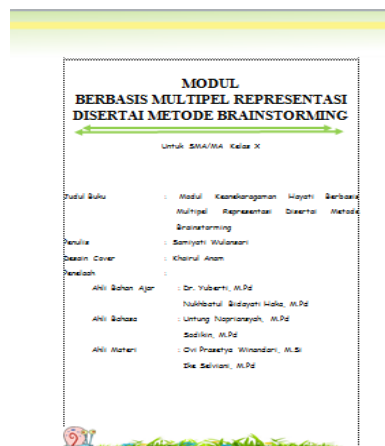 MODUL
BERBASIS MULTIPEL REPRESENTASI
DISERTAI METODE BRAINSTORMING
Untuk SMA/MA Kelas X
Judul Buku : Modul Keanekaragaman Hayati Berbasis
Multipel Representasi Disertai Metode
Brainstorming
Penulis : Samiyati Wulansari
Desain Cover : Khairul Anam
Penelaah :
Ahli Bahan Ajar : Dr. Yuberti, M.Pd
Nukhbatul Bidayati Haka, M.Pd
Ahli Bahasa : Untung Nopriansyah, M.Pd
Sodikin, M.Pd
Ahli Materi : Ovi Prasetya Winandari, M.Si
Ike Selviani, M.Pd